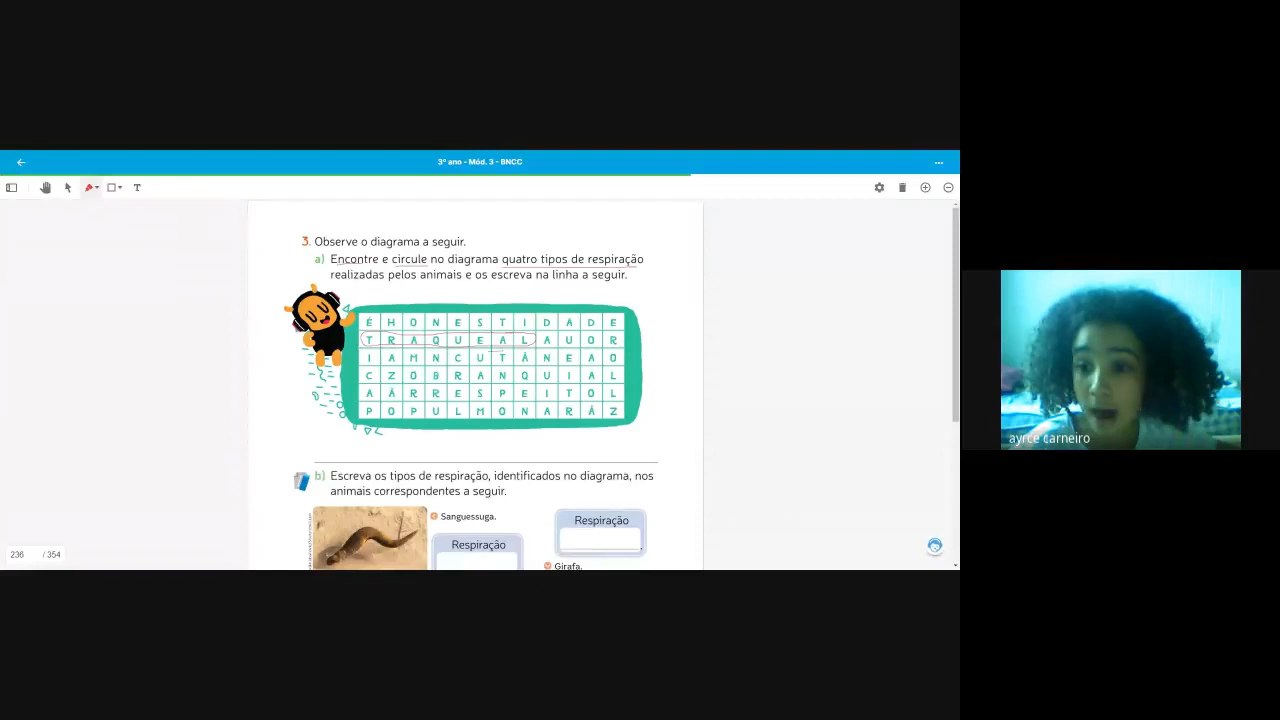 3º ano - Mód. 3 - BNCC
T
3. Observe o diagrama a seguir.
a) Encontre e circule no diagrama quatro tipos de respiração
realizadas pelos animais e os escreva na linha a seguir.
É H O N E S T I D A D E
T R A Q U E A L A U O R
I A M N C U T Â N E A O
C Z O B R A N Q U I A L
A Ä R R E S P E I T O L
P O P U L M O N A R Á Z
b) Escreva os tipos de respiração, identificados no diagrama, nos
animais correspondentes a seguir.
Sanguessuga.
Respiração
Respiração
Girafa.
236 / 354
ayrce carneiro